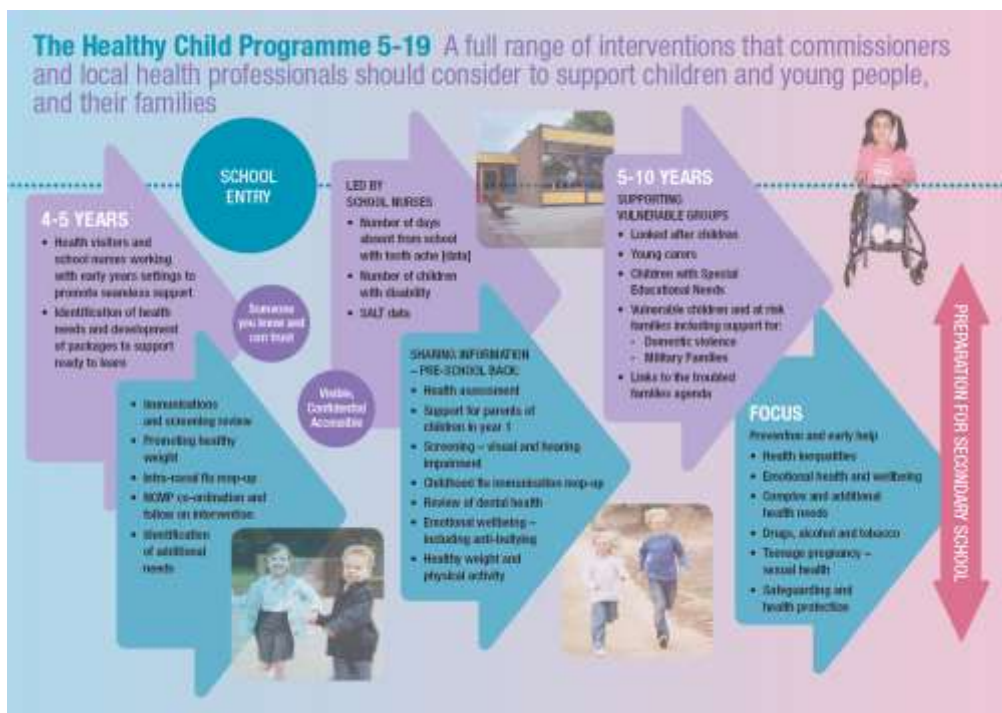 The Healthy Child Programme 5-19 A full range of interventions that commissioners
and local health professionals should consider to support children and young people,
and their families
SCHOOL
ENTRY
4-5 YEARS
• Health visitors and
school nurses working
with early years settings to
promote seamless support
• Identification of health
needs and development
of packages to support
ready to learn
Someone
you know and
can trust
• Immunisations
and screening review
• Promoting healthy
weight
• Intra-nasal flu mop-up
• NCMP co-ordination and
follow on intervention
• Identification
of additional
needs
LED BY
SCHOOL NURSES
• Number of days
absent from school
with tooth ache [data]
• Number of children
with disability
• SALT data
Visible,
Confidential
Accessible
SHARING INFORMATION
– PRE-SCHOOL BACK:
• Health assessment
• Support for parents of
children in year 1
• Screening – visual and hearing
impairment
• Childhood flu immunisation mop-up
• Review of dental health
• Emotional wellbeing –
including anti-bullying
• Healthy weight and
physical activity
5-10 YEARS
SUPPORTING
VULNERABLE GROUPS
• Looked after children
• Young carers
• Children with Special
Educational Needs
• Vulnerable children and at risk
families including support for:
- Domestic violence
- Military Families
• Links to the troubled
families agenda
FOCUS
Prevention and early help
• Health inequalities
• Emotional health and wellbeing
• Complex and additional
health needs
• Drugs, alcohol and tobacco
• Teenage pregnancy –
sexual health
• Safeguarding and
health protection
PREPARATION FOR SECONDARY SCHOOL